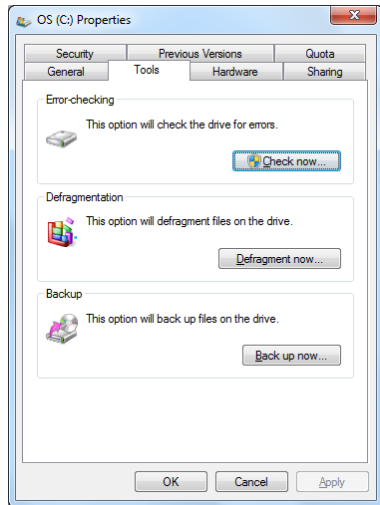 OS (C:) Properties
Security Previous Versions Quota
General Tools Hardware Sharing
Error-checking
This option will check the drive for errors.
Check now...
Defragmentation
This option will defragment files on the drive.
Defragment now...
Backup
This option will back up files on the drive.
Back up now...
OK Cancel Apply